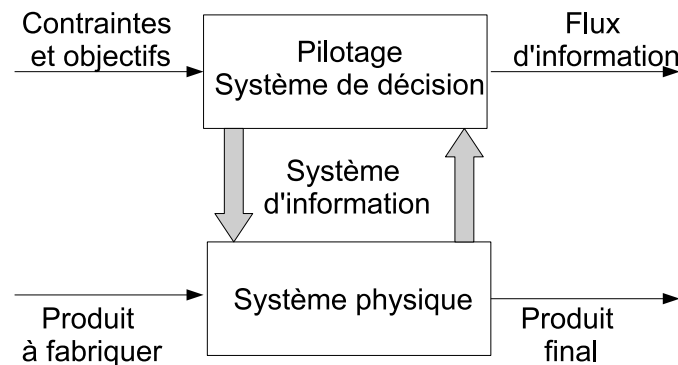 Contraintes
et objectifs
Pilotage
Système de décision
Flux
d'information
Système
d'information
Système physique
Produit
à fabriquer
Produit
final